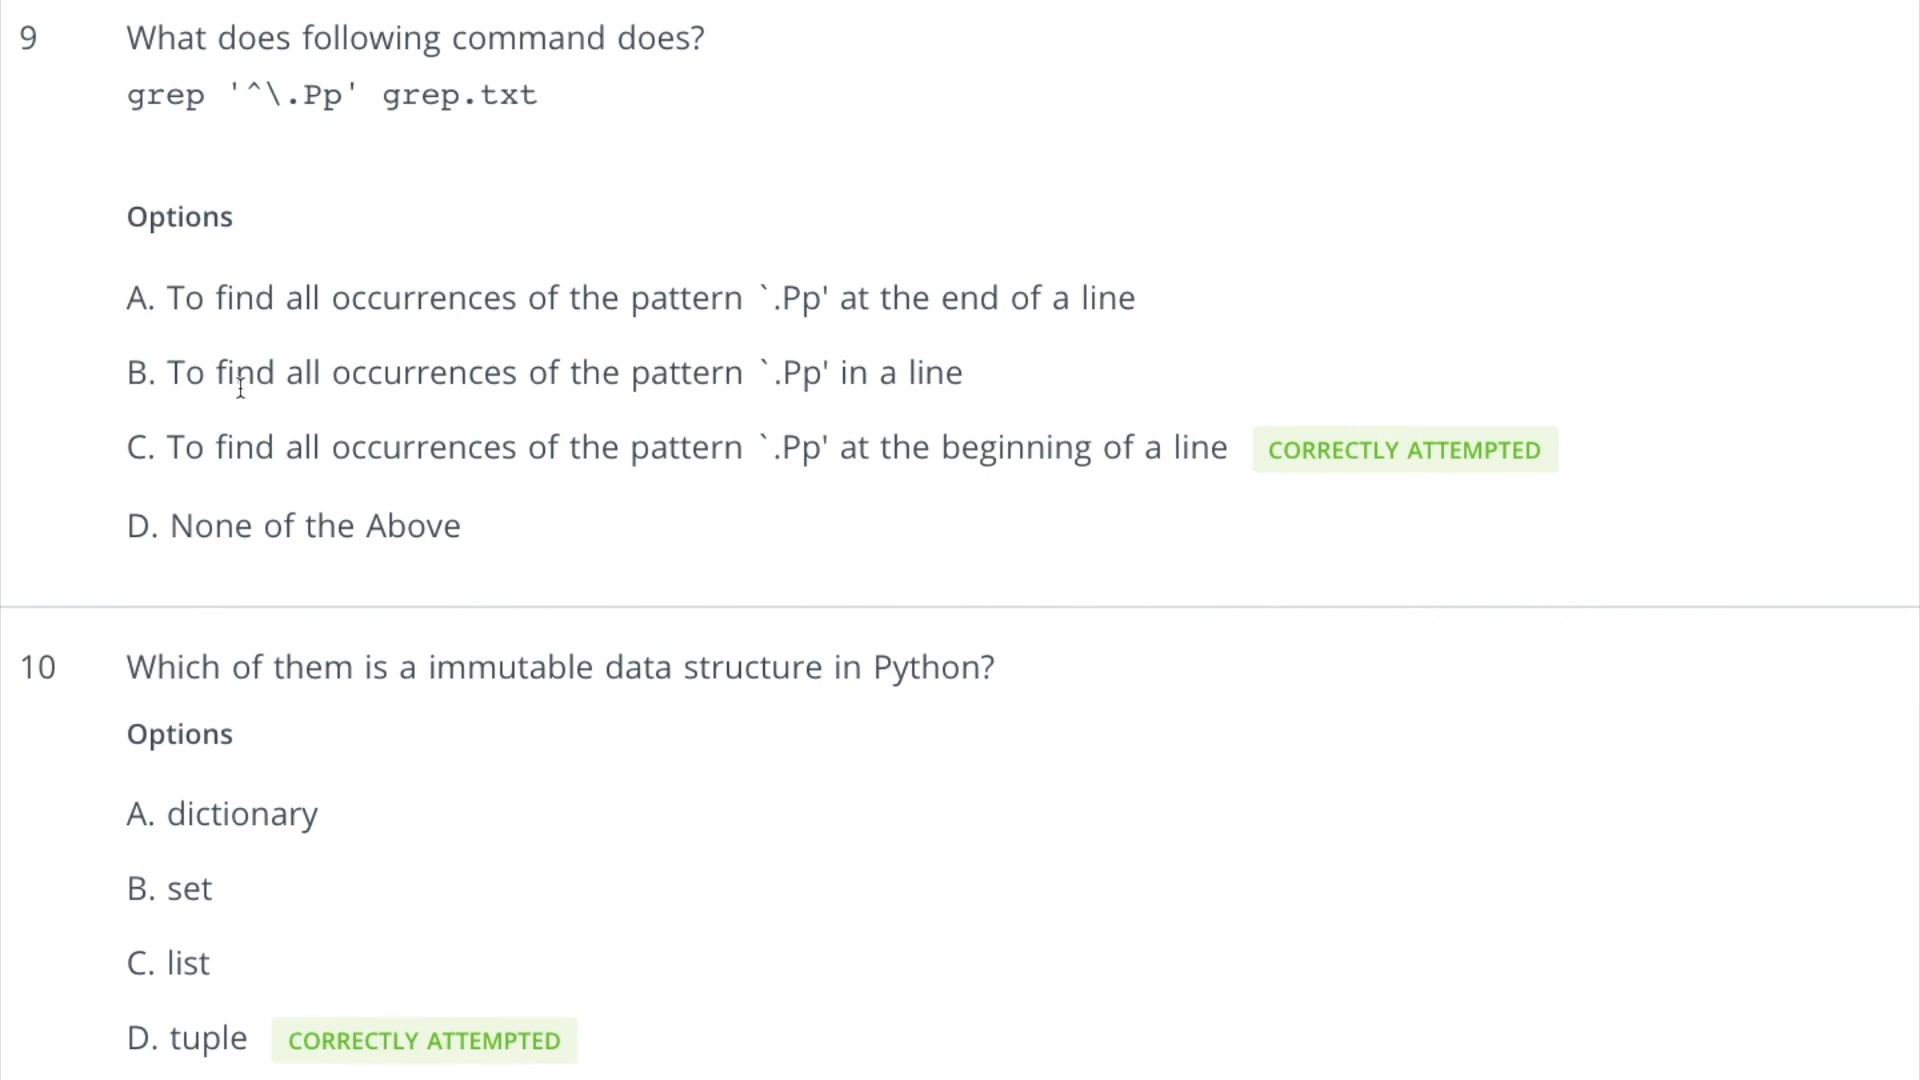 9 What does following command does?
grep '^\.Pp' grep.txt
Options
A. To find all occurrences of the pattern `.Pp' at the end of a line
B. To find all occurrences of the pattern `.Pp' in a line
C. To find all occurrences of the pattern `.Pp' at the beginning of a line CORRECTLY ATTEMPTED
D. None of the Above
10 Which of them is a immutable data structure in Python?
Options
A. dictionary
B. set
C. list
D. tuple CORRECTLY ATTEMPTED